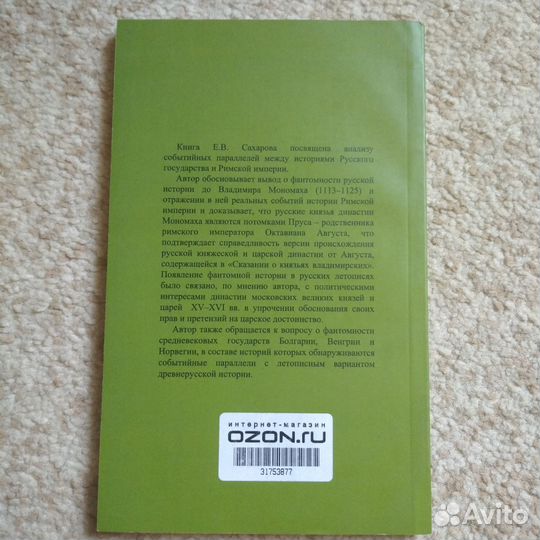 Книга Е.В. Сахарова посвящена анализу
событийных параллелей между историями Русского
государства и Римской империи.
Автор обосновывает вывод о фантомности русской
истории до Владимира Мономаха (1113–1125) и
отражении в ней реальных событий истории Римской
империи и доказывает, что русские князья династии
Мономаха являются потомками Пруса – родственника
римского императора Октавиана Августа, что
подтверждает справедливость версии происхождения
русской княжеской и царской династии от Августа,
содержащейся в «Сказании о князьях владимирских».
Появление фантомной истории в русских летописях
было связано, по мнению автора, с политическими
интересами династии московских великих князей и
царей XV–XVI вв. в упрочении обоснования своих
прав и претензий на царское достоинство.
Автор также обращается к вопросу о фантомности
средневековых государств Болгарии, Венгрии и
Норвегии, в составе историй которых обнаруживаются
событийные параллели с летописным вариантом
древнерусской истории.
интернет-магазин
OZON.ru
31753877
Avito